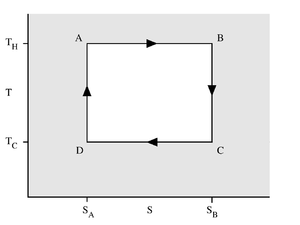 T_H A B
T
T_C D C
S_A S S_B